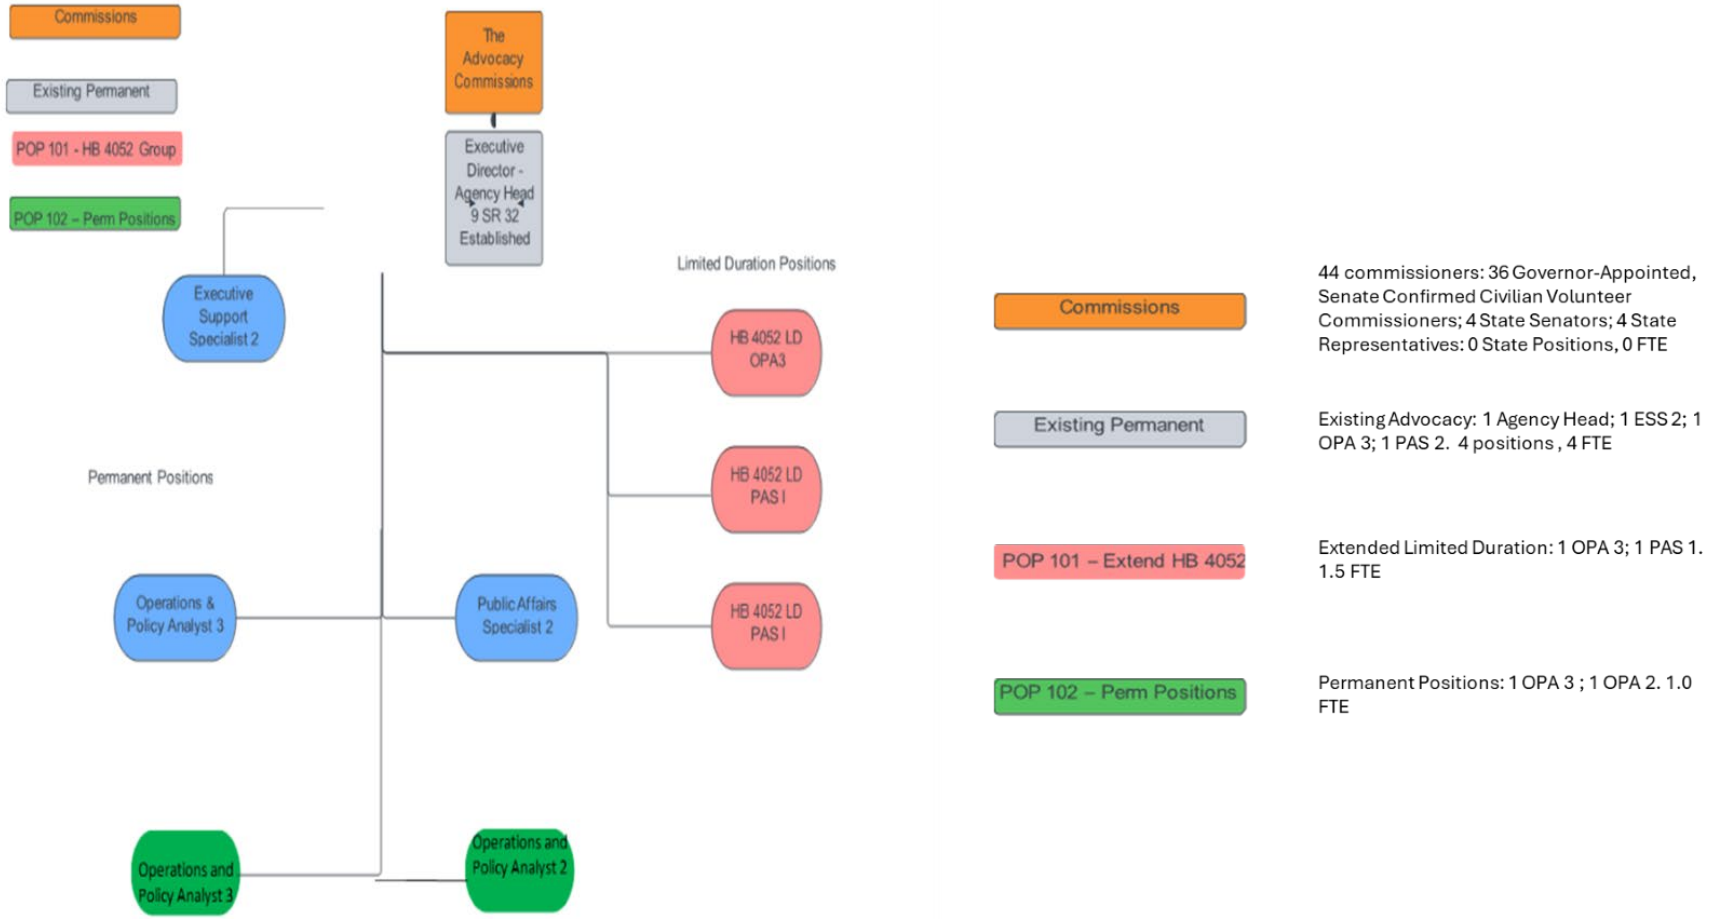 Commissions
Existing Permanent
POP 101 - HB 4052 Group
POP 102 – Perm Positions
The
Advocacy
Commissions
Executive
Director -
Agency Head
9 SR 32
Established
Executive
Support
Specialist 2
Limited Duration Positions
HB 4052 LD
OPA3
HB 4052 LD
PAS I
HB 4052 LD
PAS I
Permanent Positions
Operations &
Policy Analyst 3
Public Affairs
Specialist 2
Operations and
Policy Analyst 3
Operations and
Policy Analyst 2
Commissions
44 commissioners: 36 Governor-Appointed,
Senate Confirmed Civilian Volunteer
Commissioners; 4 State Senators; 4 State
Representatives: 0 State Positions, 0 FTE
Existing Permanent
Existing Advocacy: 1 Agency Head; 1 ESS 2; 1
OPA 3; 1 PAS 2. 4 positions , 4 FTE
POP 101 – Extend HB 4052
Extended Limited Duration: 1 OPA 3; 1 PAS 1.
1.5 FTE
POP 102 – Perm Positions
Permanent Positions: 1 OPA 3 ; 1 OPA 2. 1.0
FTE